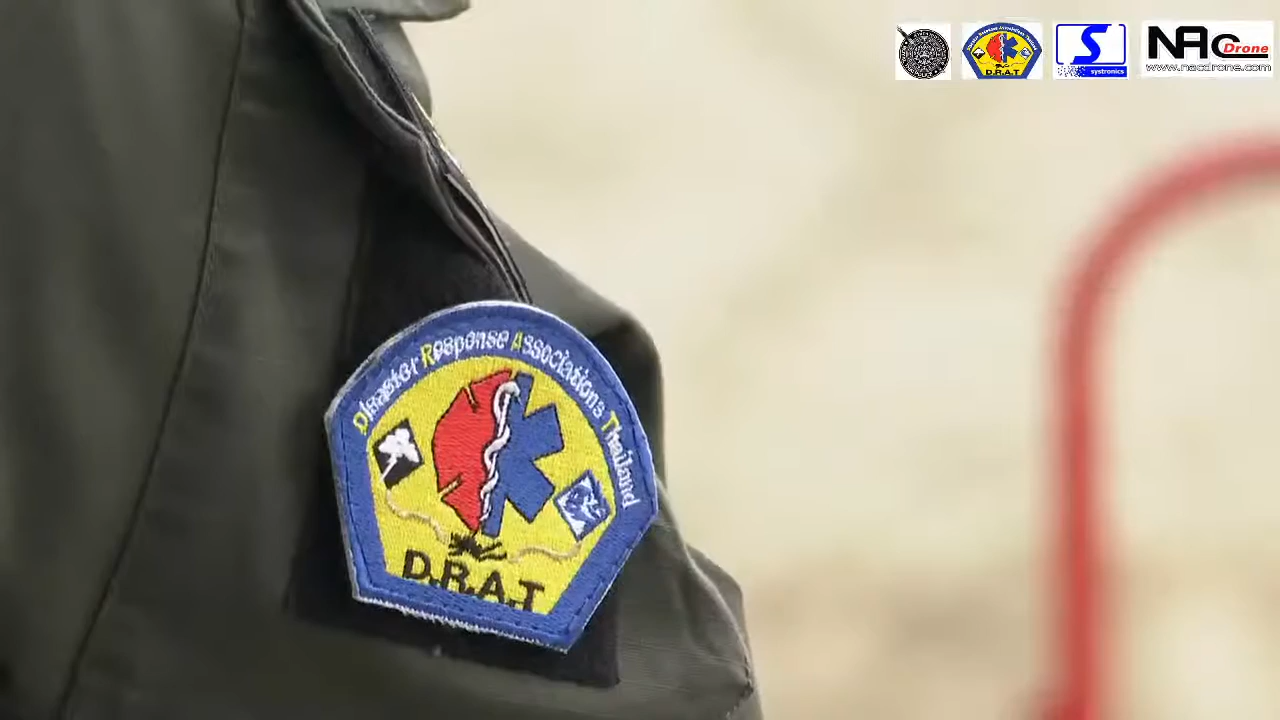 NAC Drone
www.nacdrone.com
D.R.A.T
systronics
Disaster Response Associations Thailand
D.R.A.T